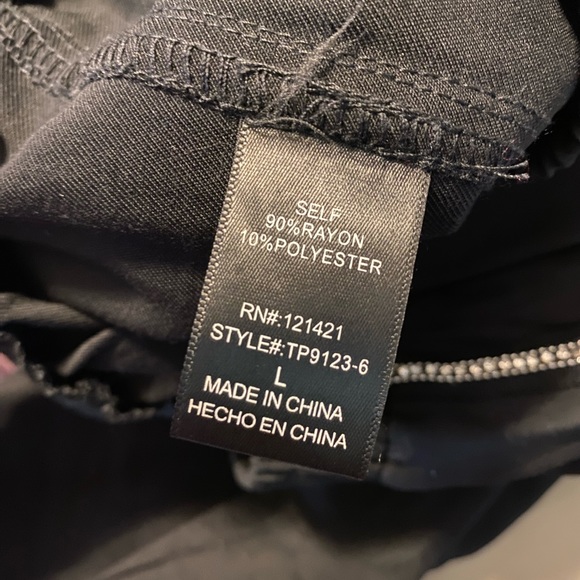 SELF
90%RAYON
10%POLYESTER
RN#:121421
STYLE#:TP9123-6
L
MADE IN CHINA
HECHO EN CHINA